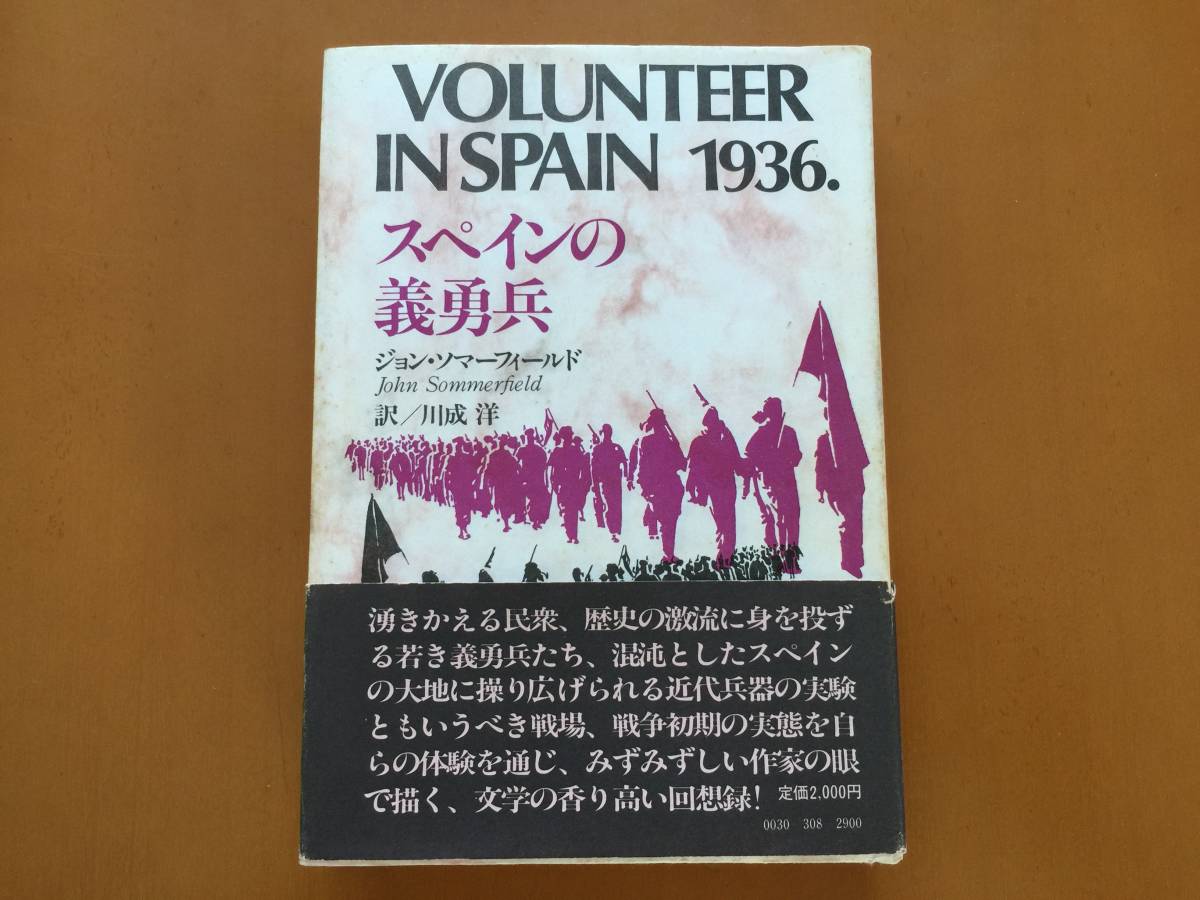 VOLUNTEER
IN SPAIN 1936.
スペインの
義勇兵
ジョン・ソマーフィールド
John Sommerfield
訳／川成 洋
湧きかえる民衆、歴史の激流に身を投ず
る若き義勇兵たち、混沌としたスペイン
の大地に操り広げられる近代兵器の実験
ともいうべき戦場、戦争初期の実態を自
らの体験を通じ、みずみずしい作家の眼
で描く、文学の香り高い回想録! 定価2,000円
0030 308 2900